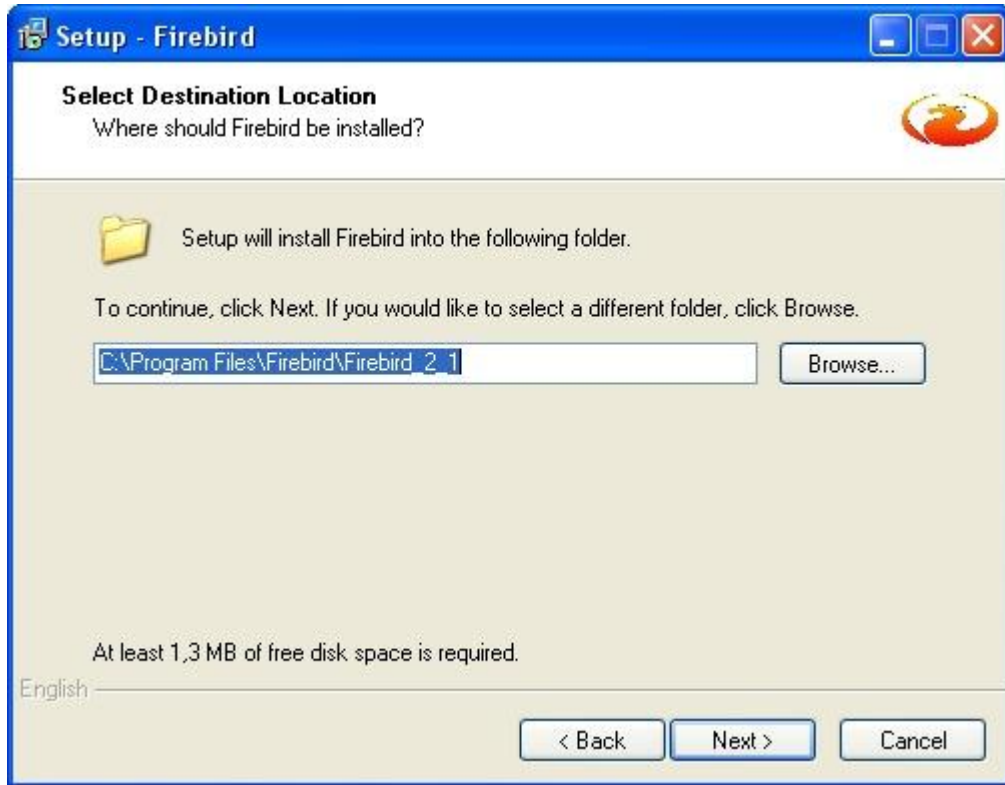 Setup - Firebird
Select Destination Location
Where should Firebird be installed?
Setup will install Firebird into the following folder.
To continue, click Next. If you would like to select a different folder, click Browse.
C:\Program Files\Firebird\Firebird_2_1
Browse...
At least 1,3 MB of free disk space is required.
English
< Back Next > Cancel